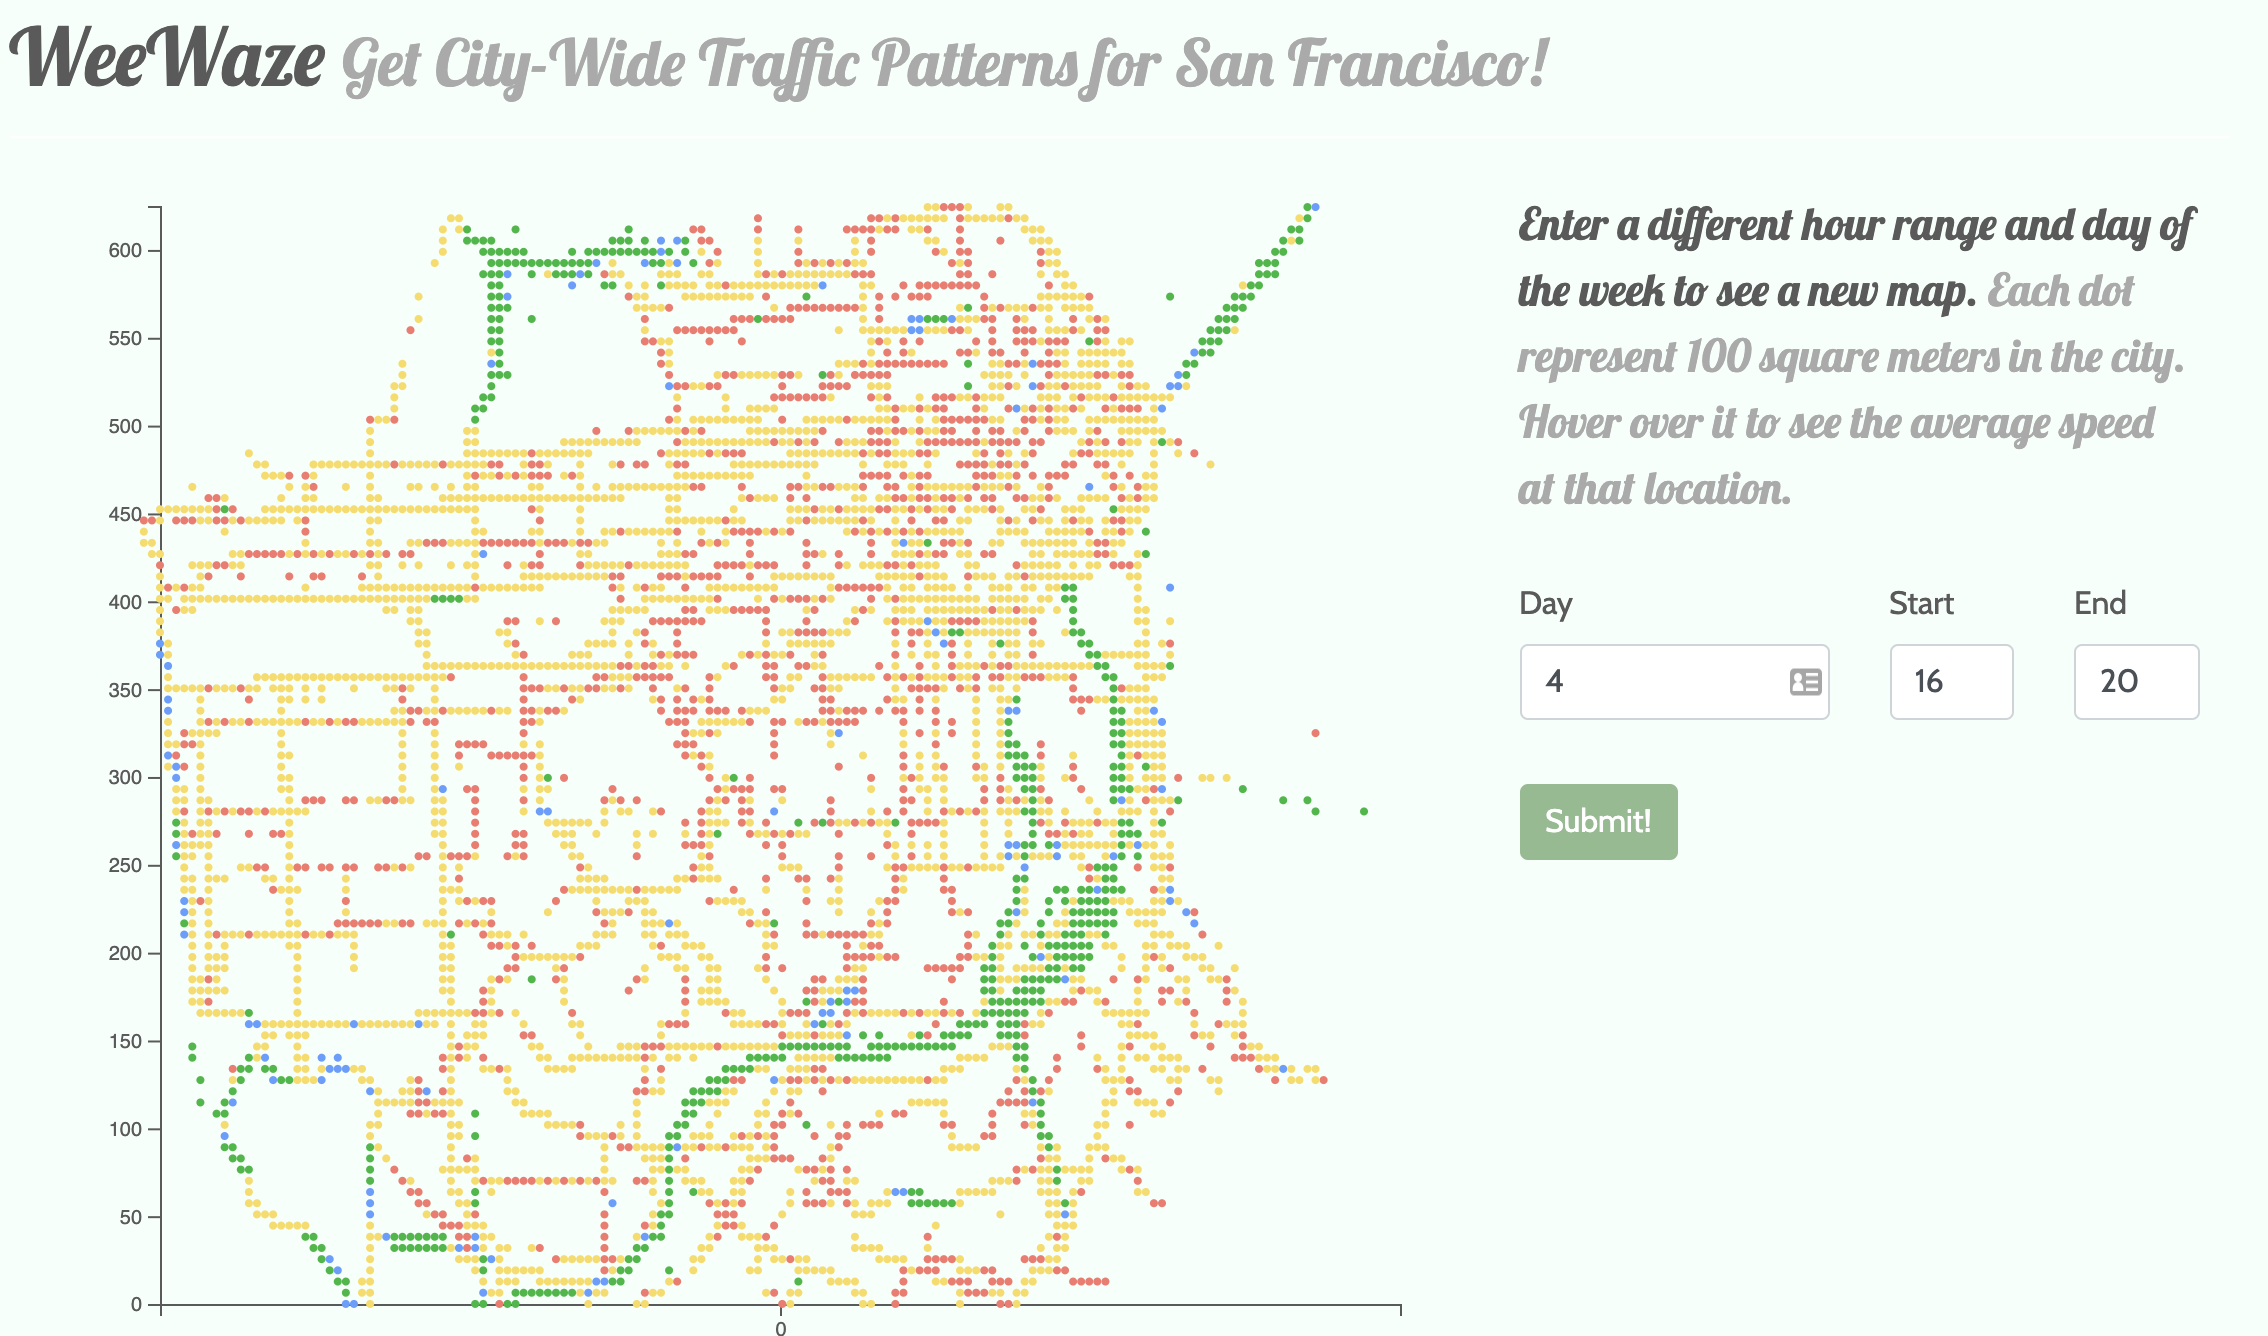 WeeWaze Get City-Wide Traffic Patterns for San Francisco!
Enter a different hour range and day of
the week to see a new map. Each dot
represent 100 square meters in the city.
Hover over it to see the average speed
at that location.
Day Start End
4 16 20
Submit!
600
550
500
450
400
350
300
250
200
150
100
50
0
0